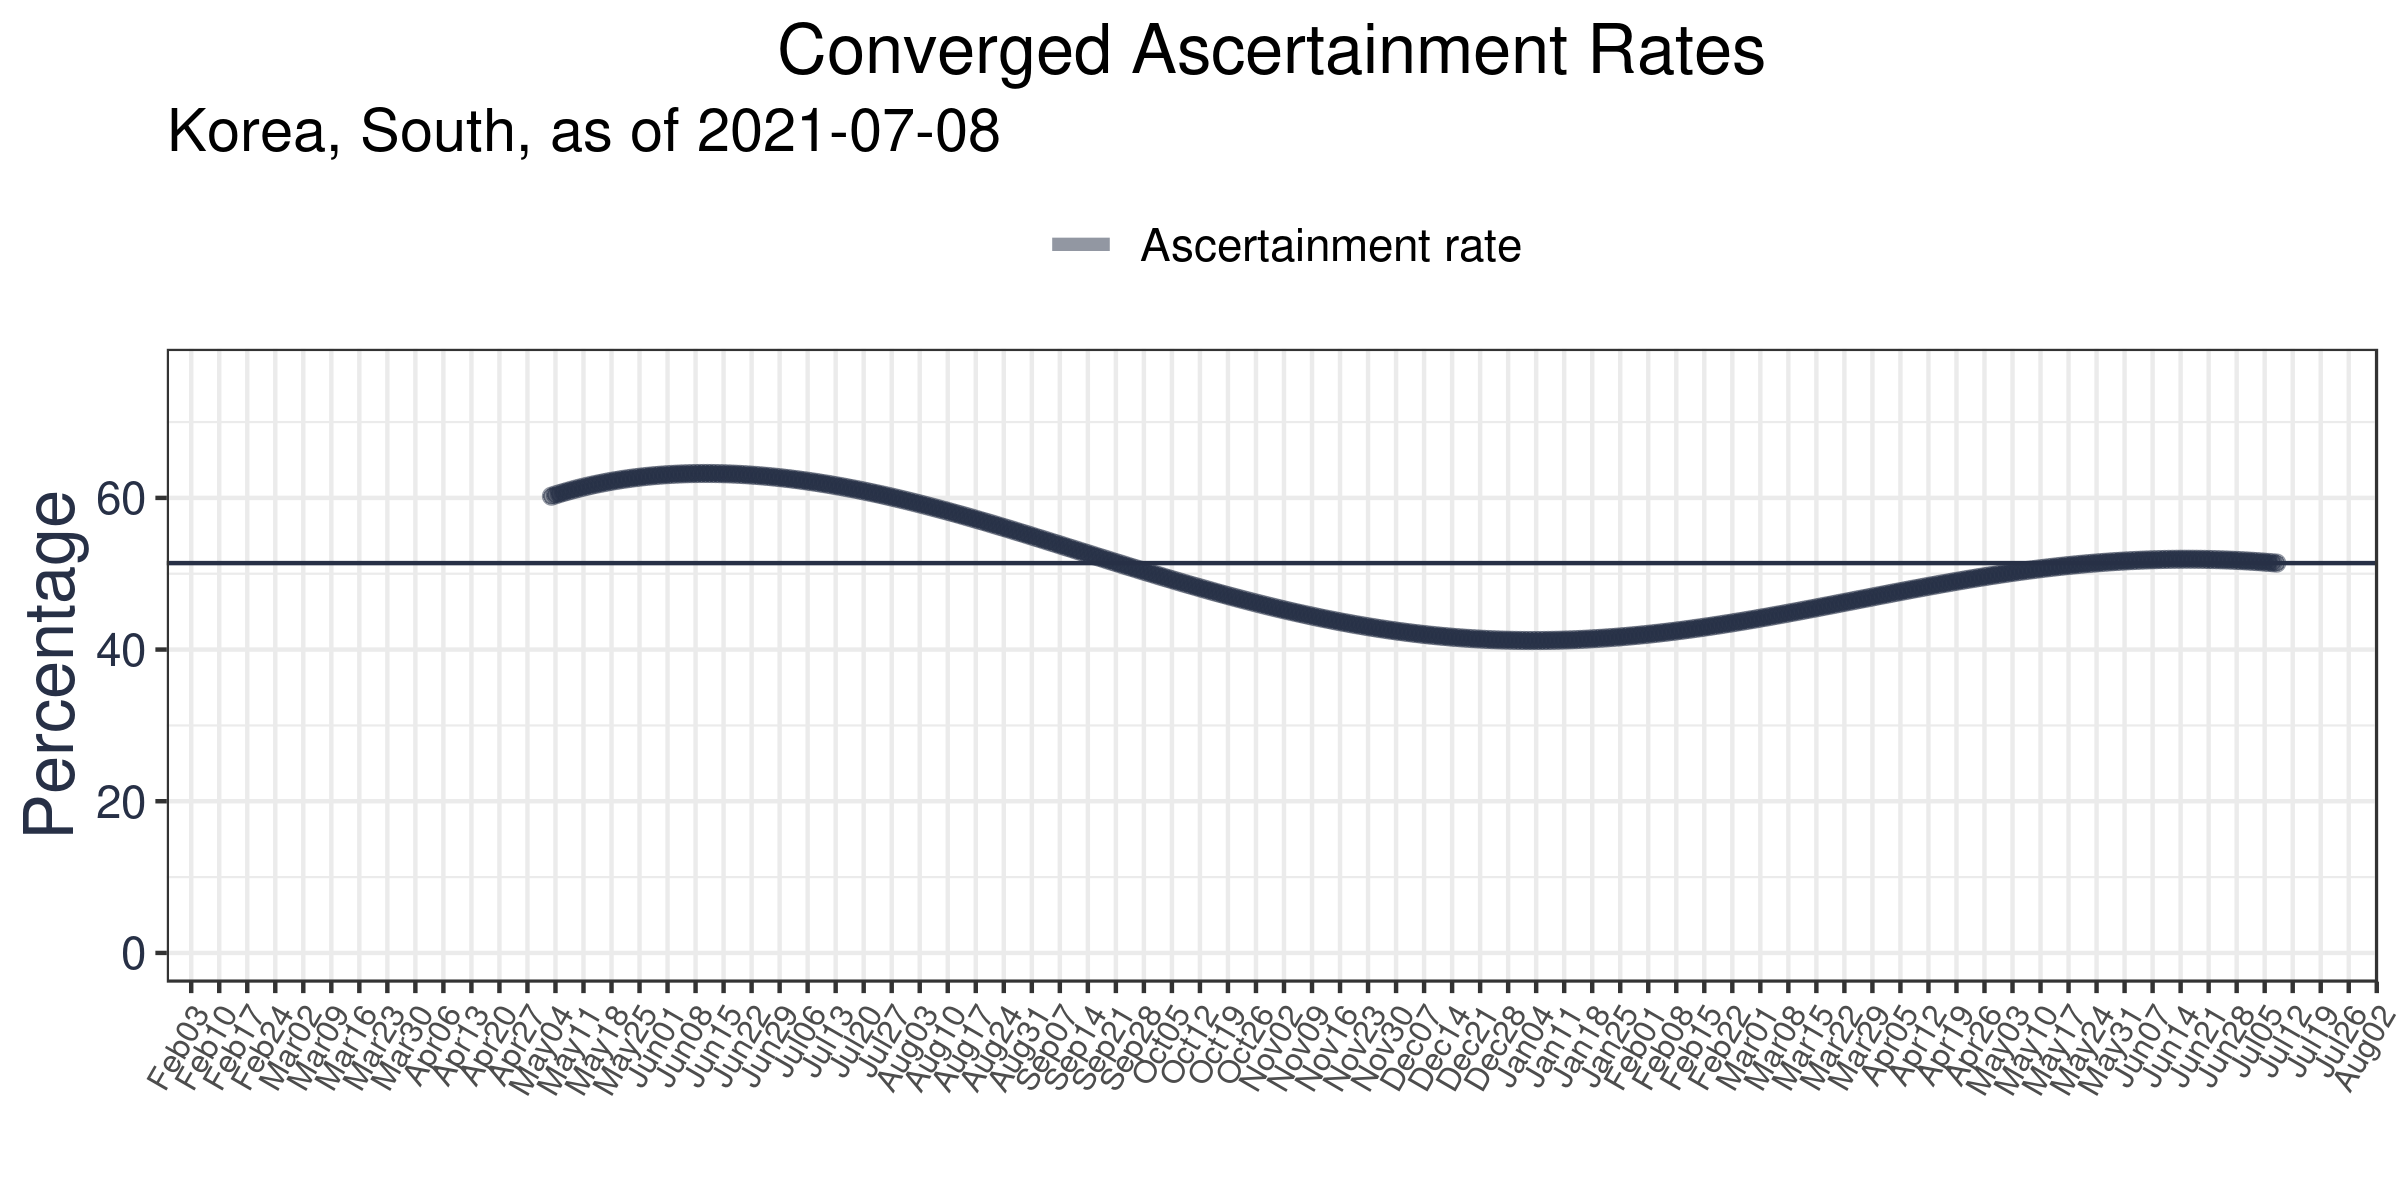 Converged Ascertainment Rates
Korea, South, as of 2021-07-08
Ascertainment rate
Percentage
60
40
20
0
Feb03 Feb10 Feb17 Feb24 Mar02 Mar09 Mar16 Mar23 Mar30 Apr06 Apr13 Apr20 Apr27 May04 May11 May18 May25 Jun01 Jun08 Jun15 Jun22 Jun29 Jul06 Jul13 Jul20 Jul27 Aug03 Aug10 Aug17 Aug24 Aug31 Sep07 Sep14 Sep21 Sep28 Oct05 Oct12 Oct19 Oct26 Nov02 Nov09 Nov16 Nov23 Nov30 Dec07 Dec14 Dec21 Dec28 Jan04 Jan11 Jan18 Jan25 Feb01 Feb08 Feb15 Feb22 Mar01 Mar08 Mar15 Mar22 Mar29 Apr05 Apr12 Apr19 Apr26 May03 May10 May17 May24 May31 Jun07 Jun14 Jun21 Jun28 Jul05 Jul12 Jul19 Jul26 Aug02